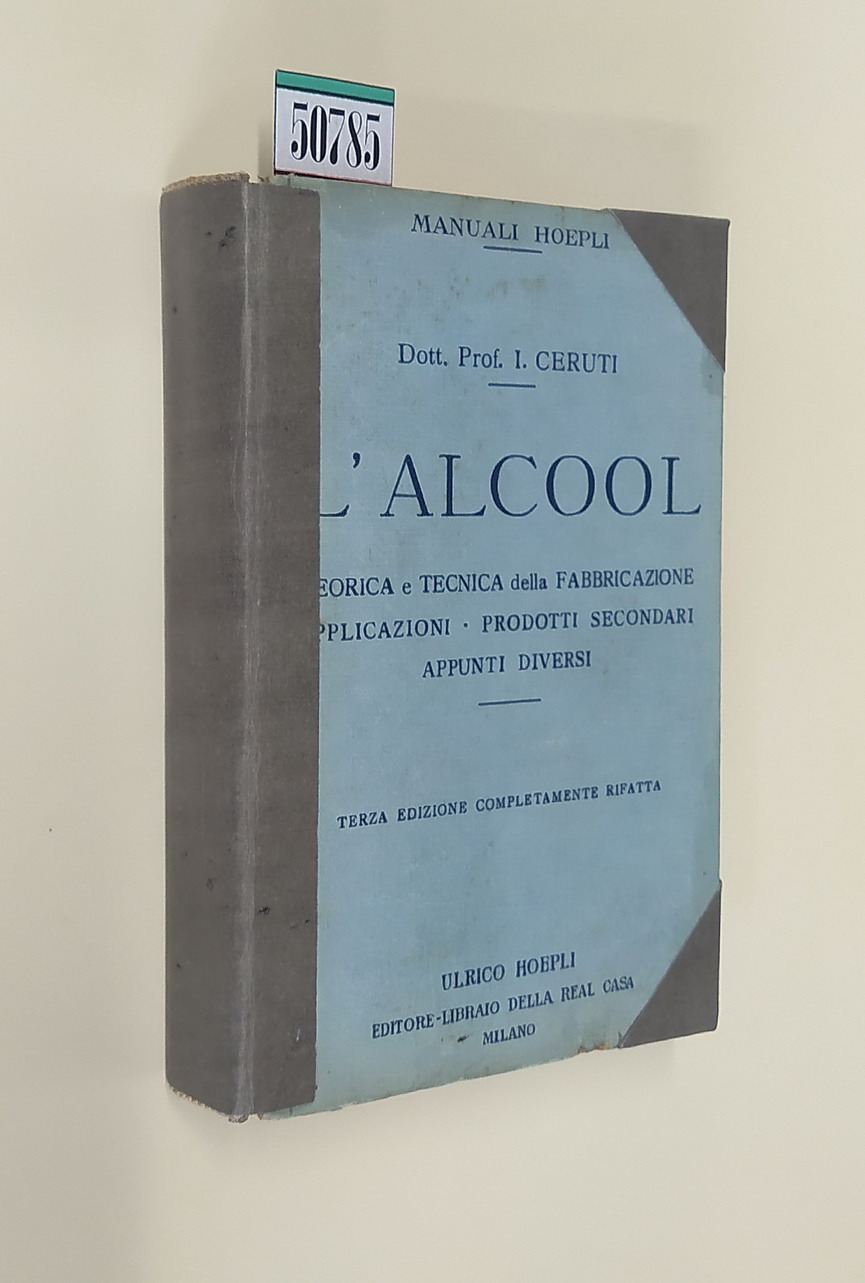 50785
MANUALI HOEPLI
Dott. Prof. I. CERUTI
L'ALCOOL
EORICA e TECNICA della FABBRICAZIONE
PPLICAZIONI · PRODOTTI SECONDARI
APPUNTI DIVERSI
TERZA EDIZIONE COMPLETAMENTE RIFATTA
ULRICO HOEPLI
EDITORE-LIBRAIO DELLA REAL CASA
MILANO